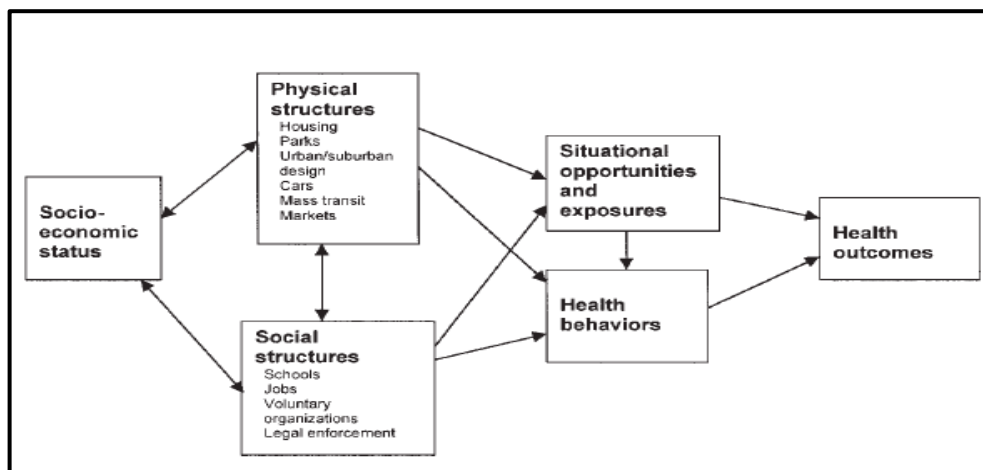 Physical
structures
Housing
Parks
Urban/suburban
design
Cars
Mass transit
Markets
Socio-
economic
status
Social
structures
Schools
Jobs
Voluntary
organizations
Legal enforcement
Situational
opportunities
and
exposures
Health
behaviors
Health
outcomes